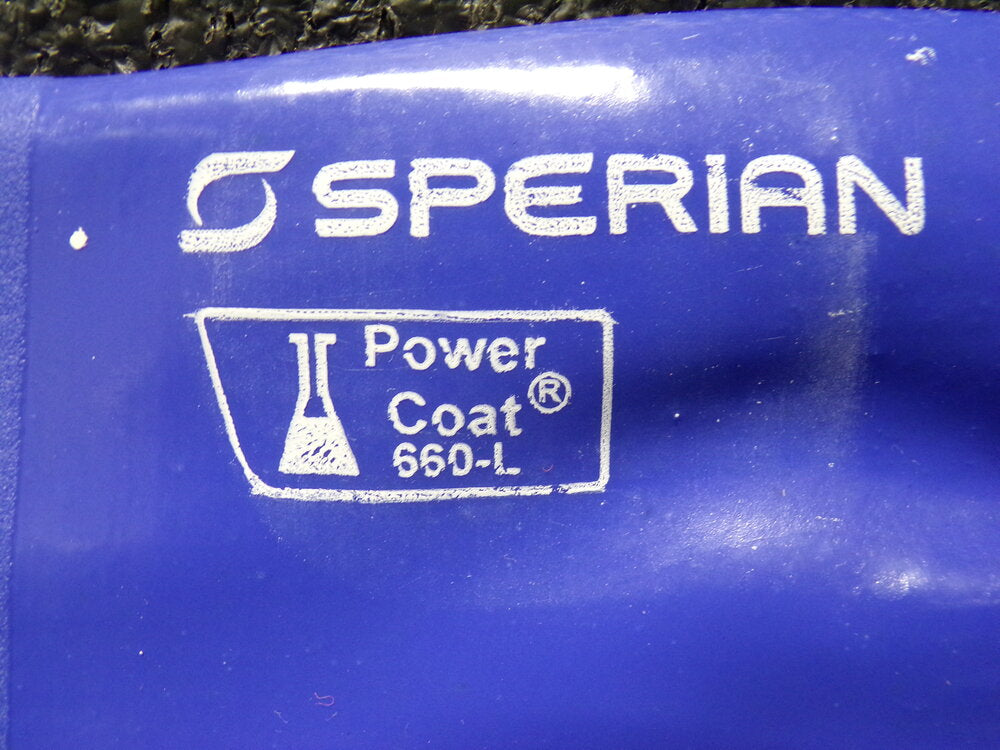 SPERIAN
Power
Coat®
660-L